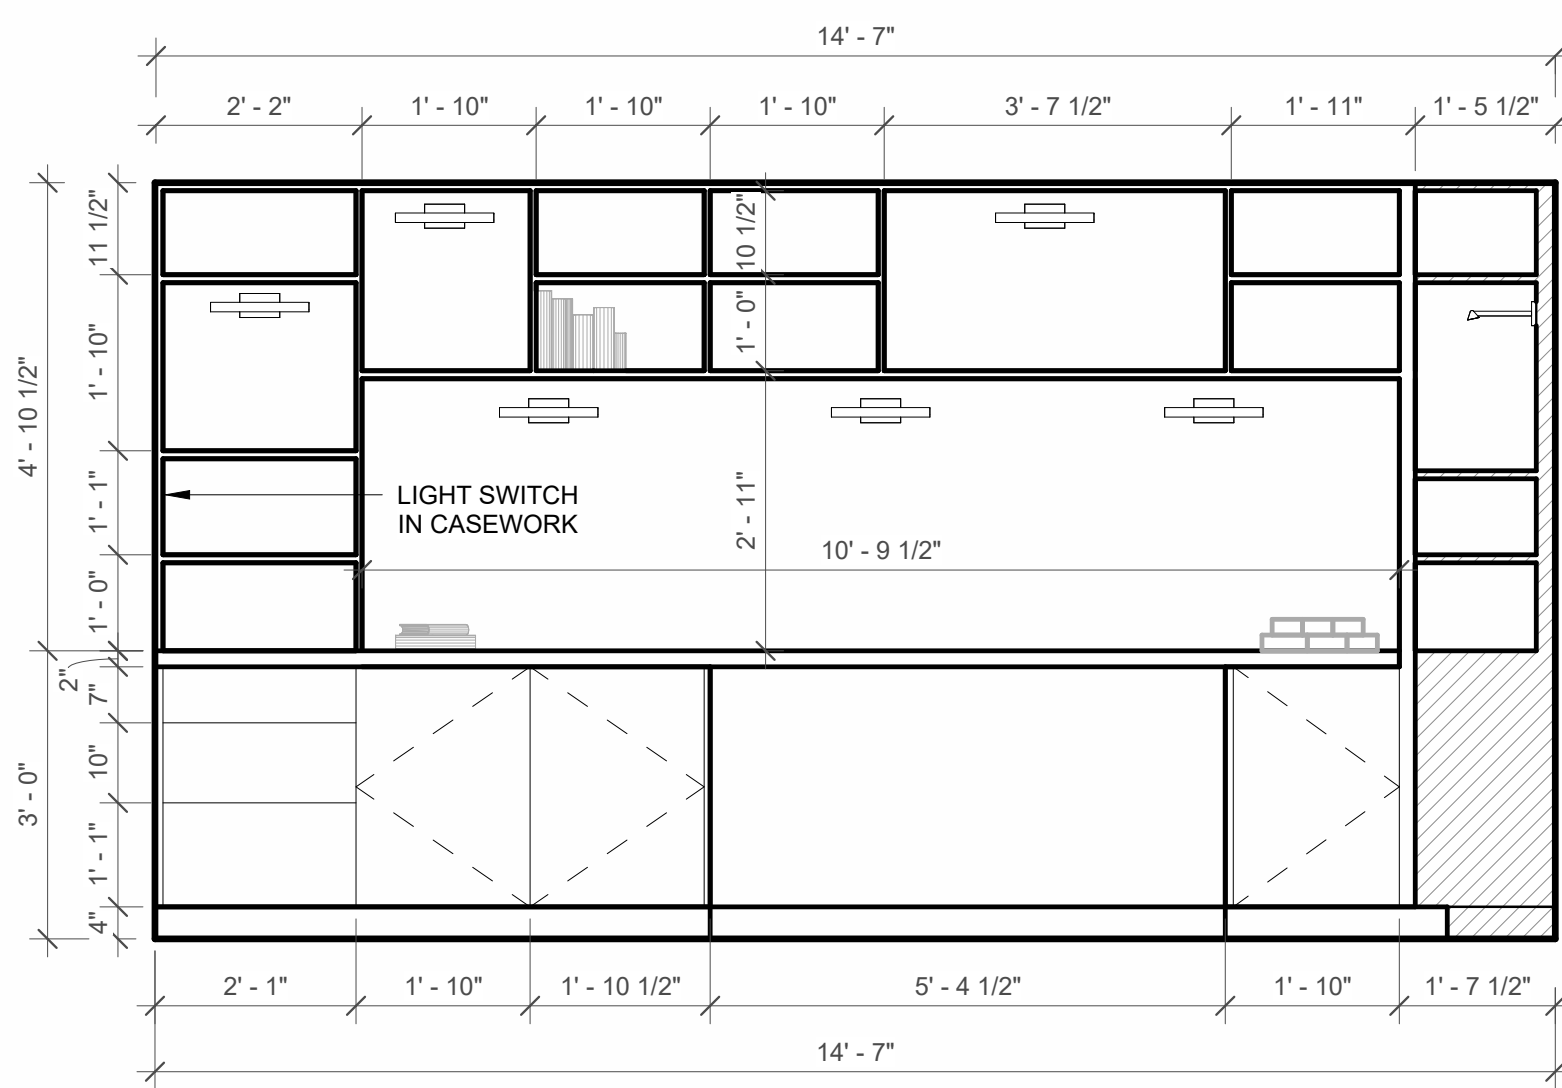 14' - 7"
2' - 2"
1' - 10"
1' - 10"
1' - 10"
3' - 7 1/2"
1' - 11"
1' - 5 1/2"
11 1/2"
10 1/2"
1' - 10"
1' - 0"
4' - 10 1/2"
1' - 1"
LIGHT SWITCH
IN CASEWORK
2' - 11"
10' - 9 1/2"
1' - 0"
2"
7"
10"
3' - 0"
1' - 1"
4"
2' - 1"
1' - 10"
1' - 10 1/2"
5' - 4 1/2"
1' - 10"
1' - 7 1/2"
14' - 7"